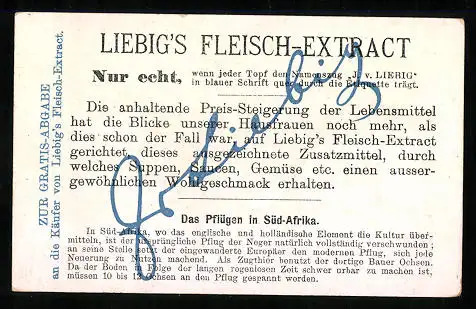 ZUR GRATIS-ABGABE
an die Käufer von Liebig's Fleisch-Extract.
LIEBIG'S FLEISCH-EXTRACT
Nur echt, wenn jeder Topf den Namenszug „J. v. LIEBIG“
in blauer Schrift quer durch die Etiquette trägt.
Die anhaltende Preis-Steigerung der Lebensmittel
hat die Blicke unserer Hausfrauen noch mehr, als
dies schon der Fall war, auf Liebig's Fleisch-Extract
gerichtet, dieses ausgezeichnete Zusatzmittel, durch
welches Suppen, Saucen, Gemüse etc. einen ausser-
gewöhnlichen Wohlgeschmack erhalten.
J v Liebig
Das Pflügen in Süd-Afrika.
In Süd-Afrika, wo das englische und holländische Element die Kultur über-
mitteln, ist der ursprüngliche Pflug der Neger natürlich vollständig verschwunden;
an seine Stelle setzt der eingewanderte Europäer den modernen Pflug, sich jede
Neuerung zu Nutzen machend. Als Zugthier benutzt der dortige Bauer Ochsen.
Da der Boden in Folge der langen regenlosen Zeit schwer urbar zu machen ist,
müssen 10 bis 12 Ochsen an den Pflug gespannt werden.